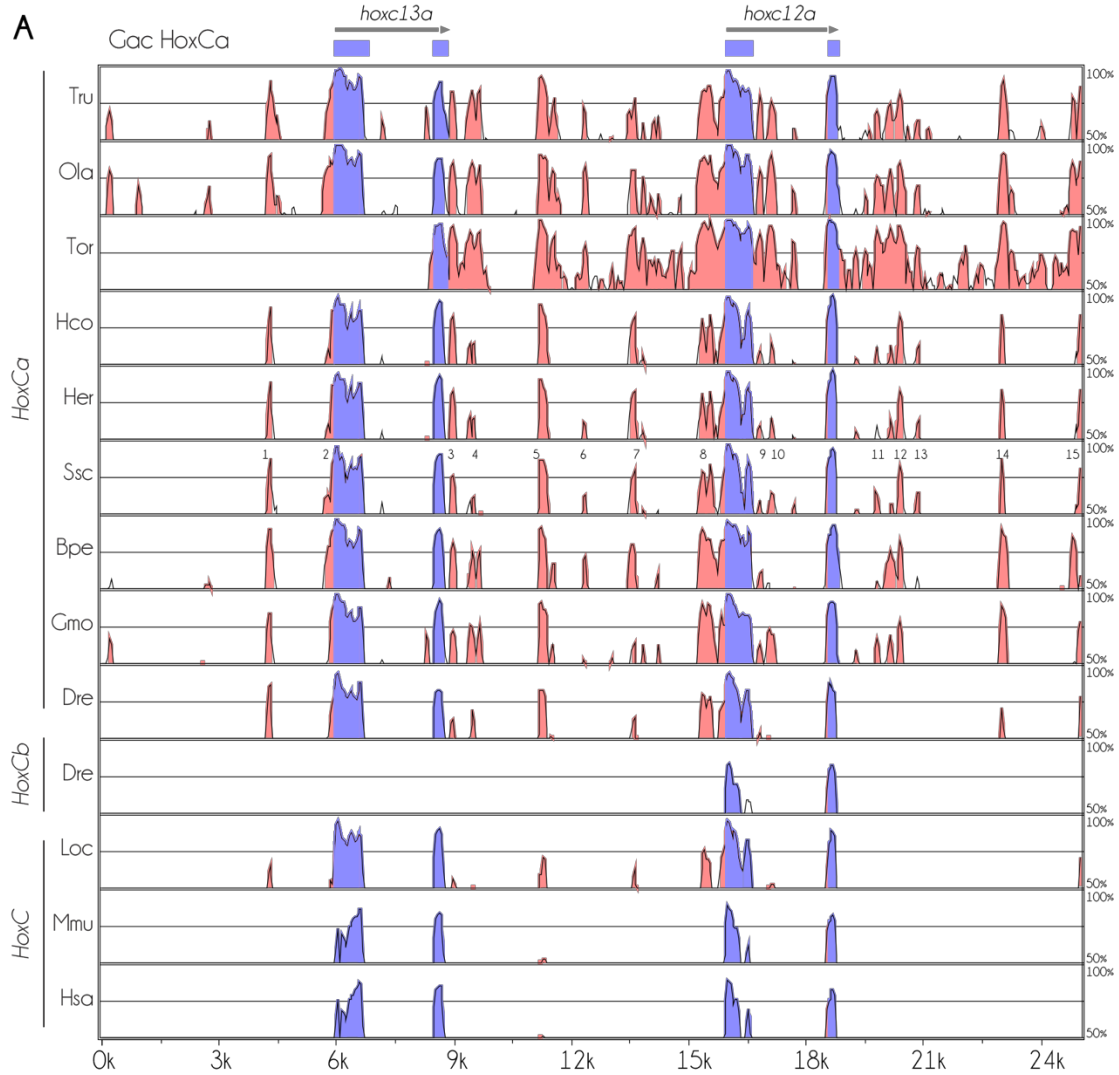 A
hoxc13a
hoxc12a
Gac HoxCa
100%
Tru
50%
100%
Ola
50%
100%
Tor
50%
100%
Hco
50%
100%
Her
50%
1 2 3 4 5 6 7 8 9 10 11 12 13 14 15
100%
Ssc
50%
100%
Bpe
50%
100%
Gmo
50%
100%
Dre
50%
100%
Dre
50%
100%
Loc
50%
100%
Mmu
50%
100%
Hsa
50%
HoxCa
HoxCb
HoxC
0k 3k 6k 9k 12k 15k 18k 21k 24k